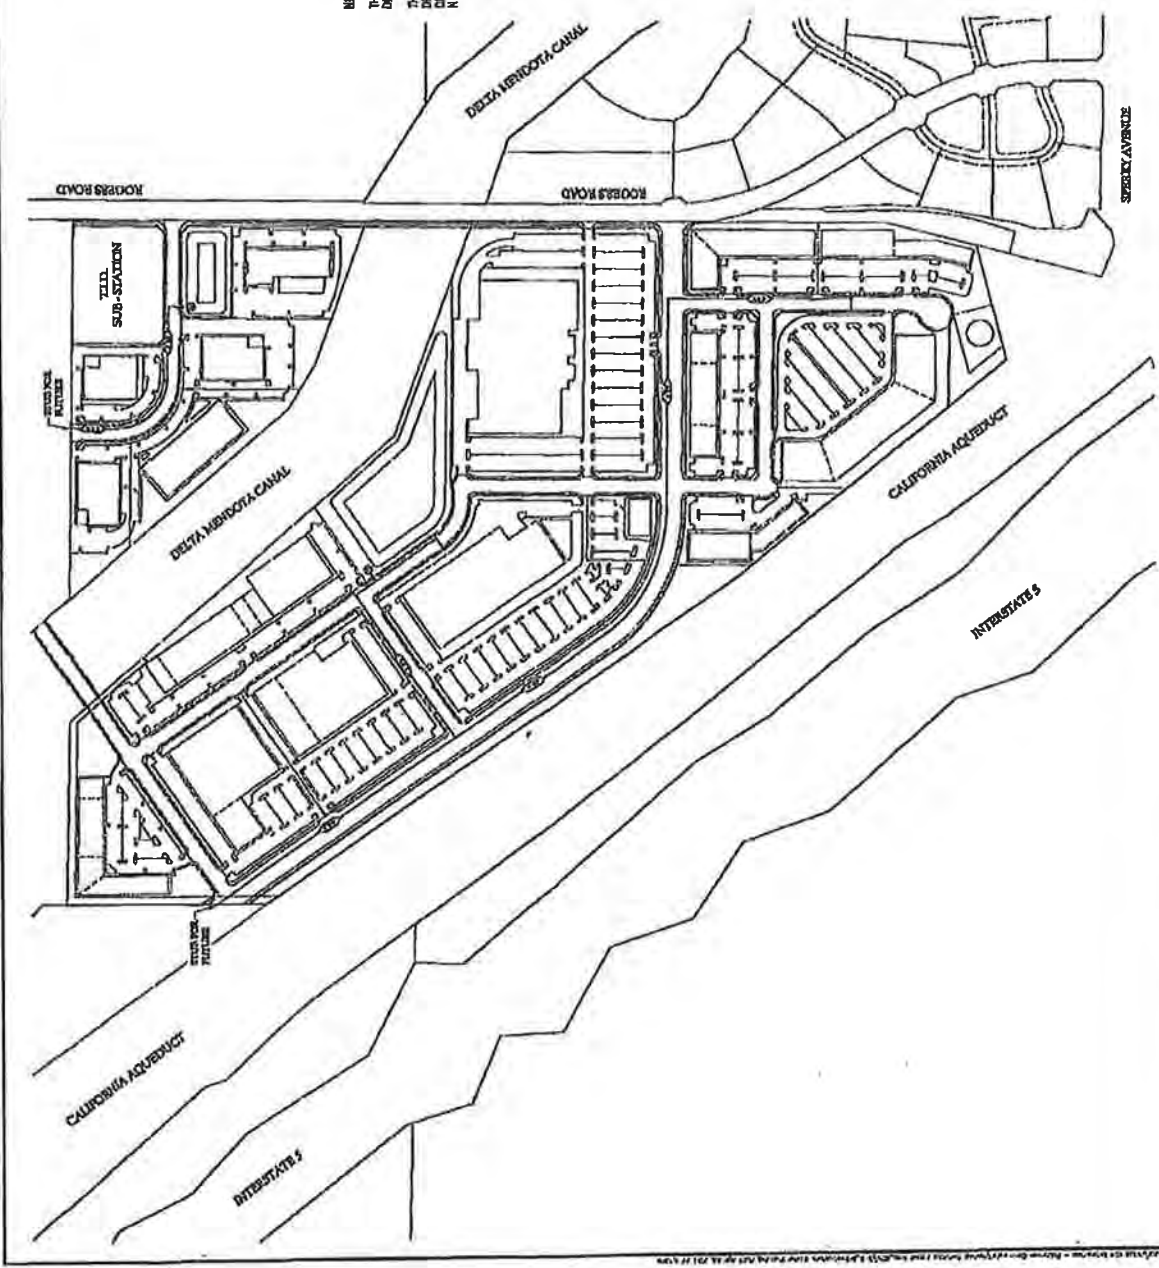 DELTA MENDOTA CANAL
ROGERS ROAD
ROGERS ROAD
SPERRY AVENUE
T.I.D.
SUB-STATION
STUB FOR
FUTURE
DELTA MENDOTA CANAL
CALIFORNIA AQUEDUCT
INTERSTATE 5
STUB FOR
FUTURE
CALIFORNIA AQUEDUCT
INTERSTATE 5